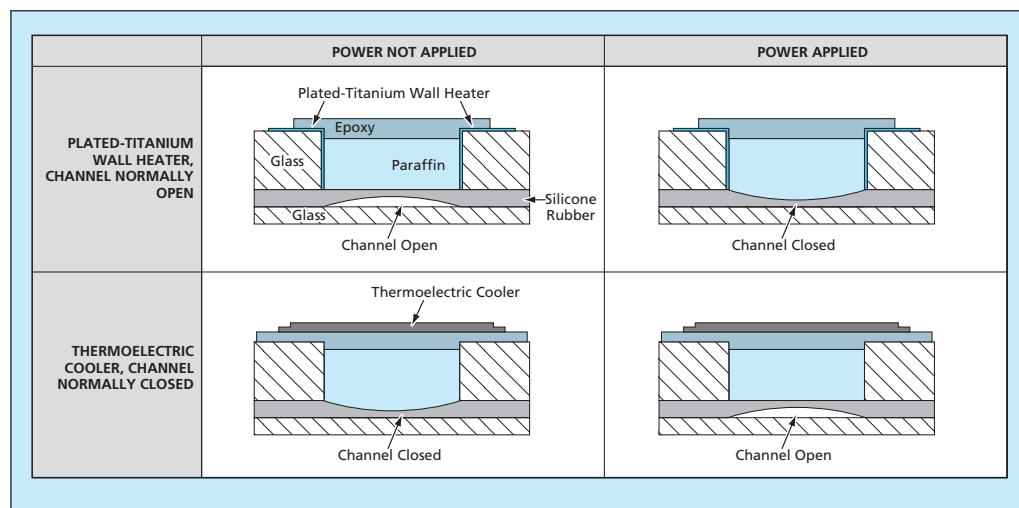 POWER NOT APPLIED
POWER APPLIED
PLATED-TITANIUM
WALL HEATER,
CHANNEL NORMALLY
OPEN
Plated-Titanium Wall Heater
Epoxy
Glass
Paraffin
Silicone
Rubber
Glass
Channel Open
Channel Closed
THERMOELECTRIC
COOLER, CHANNEL
NORMALLY CLOSED
Thermoelectric Cooler
Channel Closed
Channel Open